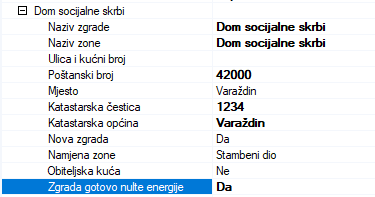 Dom socijalne skrbi
Naziv zgrade Dom socijalne skrbi
Naziv zone Dom socijalne skrbi
Ulica i kućni broj
Poštanski broj 42000
Mjesto Varaždin
Katastarska čestica 1234
Katastarska općina Varaždin
Nova zgrada Da
Namjena zone Stambeni dio
Obiteljska kuća Ne
Zgrada gotovo nulte energije Da